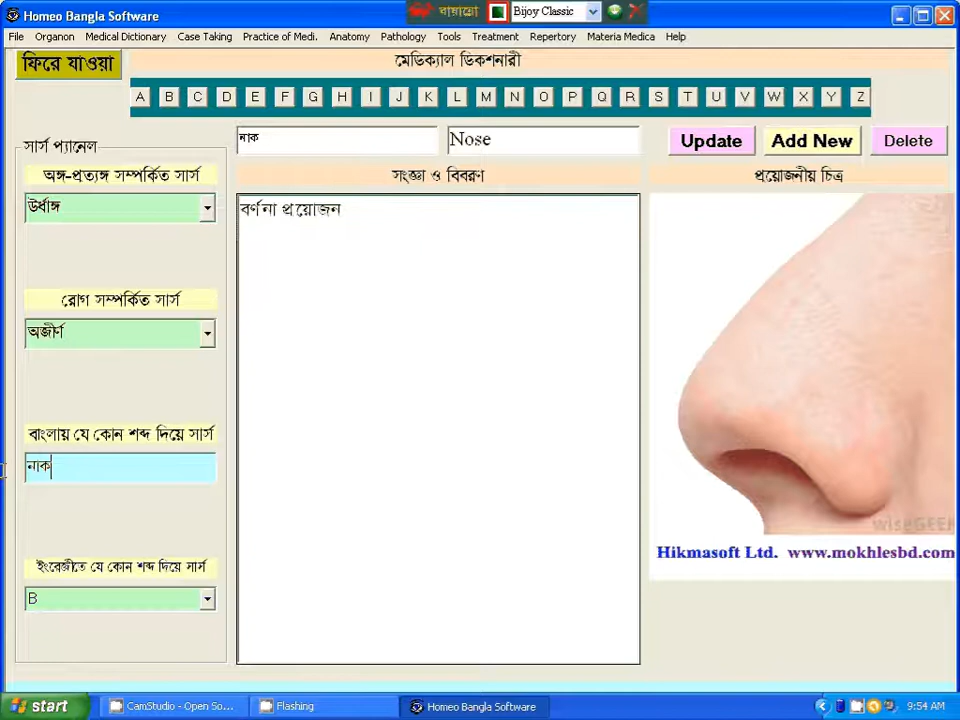 Homeo Bangla Software
বায়ান্নো
Bijoy Classic
File Organon Medical Dictionary Case Taking Practice of Medi. Anatomy Pathology Tools Treatment Repertory Materia Medica Help
ফিরে যাওয়া
মেডিক্যাল ডিকশনারী
A B C D E F G H I J K L M N O P Q R S T U V W X Y Z
সার্স প্যানেল
নাক
Nose
Update
Add New
Delete
অঙ্গ-প্রত্যঙ্গ সম্পর্কিত সার্স
সংজ্ঞা ও বিবরণ
প্রয়োজনীয় চিত্র
উর্ধাঙ্গ
বর্ণনা প্রয়োজন
রোগ সম্পর্কিত সার্স
অজীর্ণ
বাংলায় যে কোন শব্দ দিয়ে সার্স
নাক
wiseGEEK
Hikmasoft Ltd. www.mokhlesbd.com
ইংরেজীতে যে কোন শব্দ দিয়ে সার্স
B
start
CamStudio - Open So...
Flashing
Homeo Bangla Software
9:54 AM